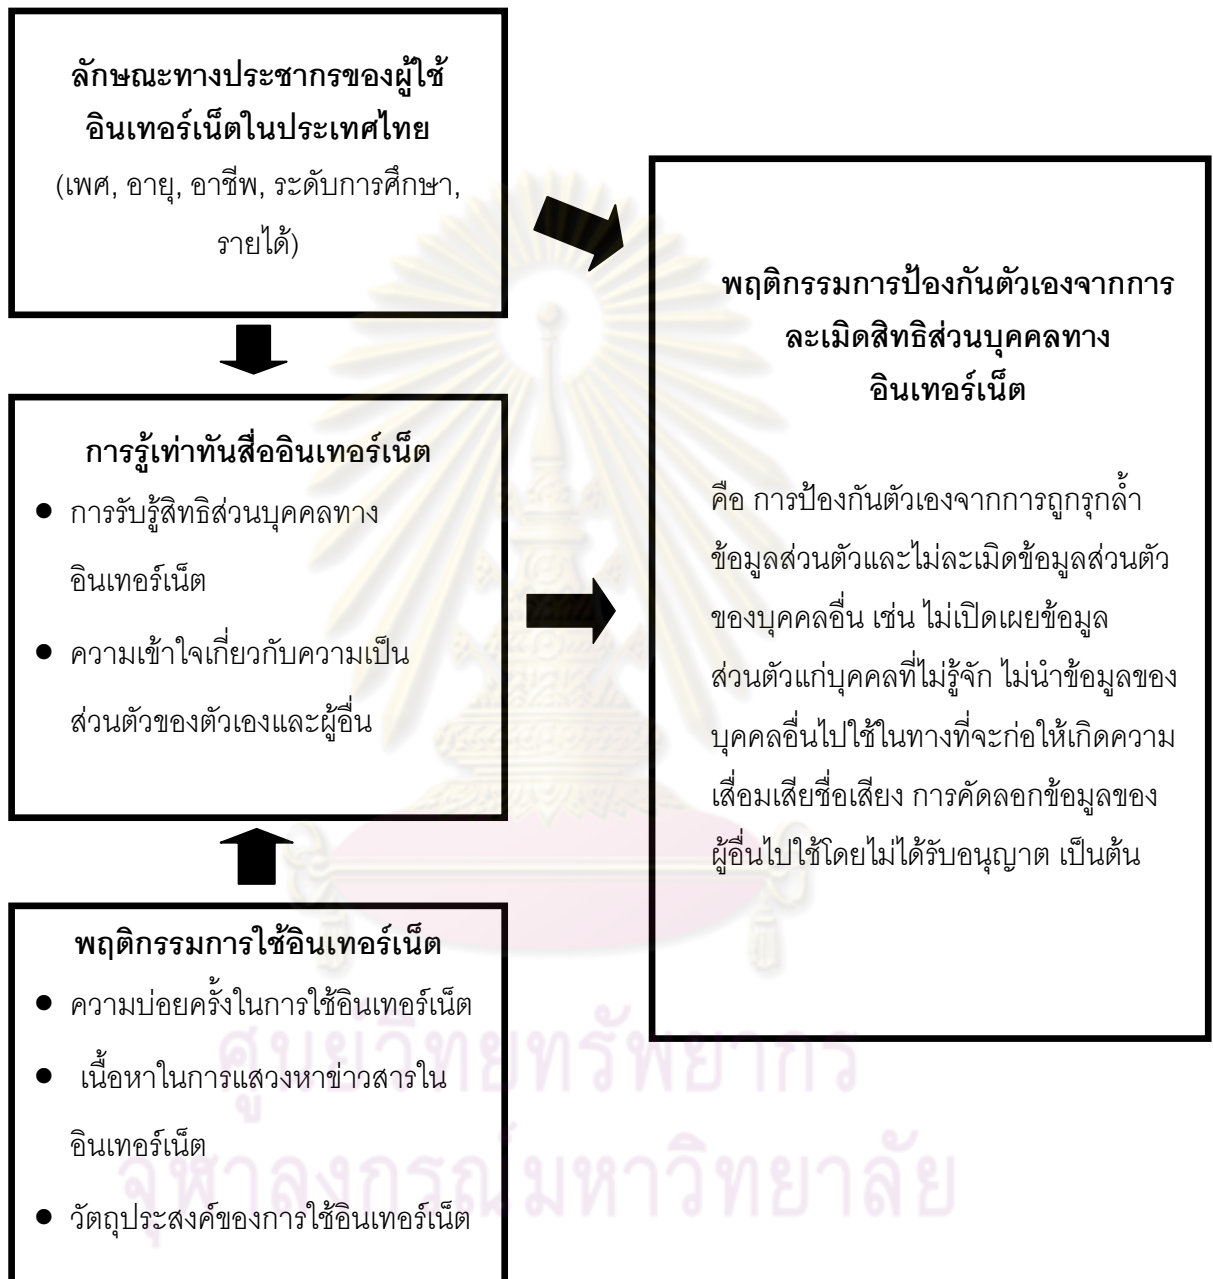 ลักษณะทางประชากรของผู้ใช้
อินเทอร์เน็ตในประเทศไทย
(เพศ, อายุ, อาชีพ, ระดับการศึกษา,
รายได้)
การรู้เท่าทันสื่ออินเทอร์เน็ต
● การรับรู้สิทธิส่วนบุคคลทาง
อินเทอร์เน็ต
● ความเข้าใจเกี่ยวกับความเป็น
ส่วนตัวของตัวเองและผู้อื่น
พฤติกรรมการใช้อินเทอร์เน็ต
● ความบ่อยครั้งในการใช้อินเทอร์เน็ต
● เนื้อหาในการแสวงหาข่าวสารใน
อินเทอร์เน็ต
● วัตถุประสงค์ของการใช้อินเทอร์เน็ต
พฤติกรรมการป้องกันตัวเองจากการ
ละเมิดสิทธิส่วนบุคคลทาง
อินเทอร์เน็ต
คือ การป้องกันตัวเองจากการถูกรุกล้ำ
ข้อมูลส่วนตัวและไม่ละเมิดข้อมูลส่วนตัว
ของบุคคลอื่น เช่น ไม่เปิดเผยข้อมูล
ส่วนตัวแก่บุคคลที่ไม่รู้จัก ไม่นำข้อมูลของ
บุคคลอื่นไปใช้ในทางที่จะก่อให้เกิดความ
เสื่อมเสียชื่อเสียง การคัดลอกข้อมูลของ
ผู้อื่นไปใช้โดยไม่ได้รับอนุญาต เป็นต้น
ศูนย์วิทยทรัพยากร
จุฬาลงกรณ์มหาวิทยาลัย